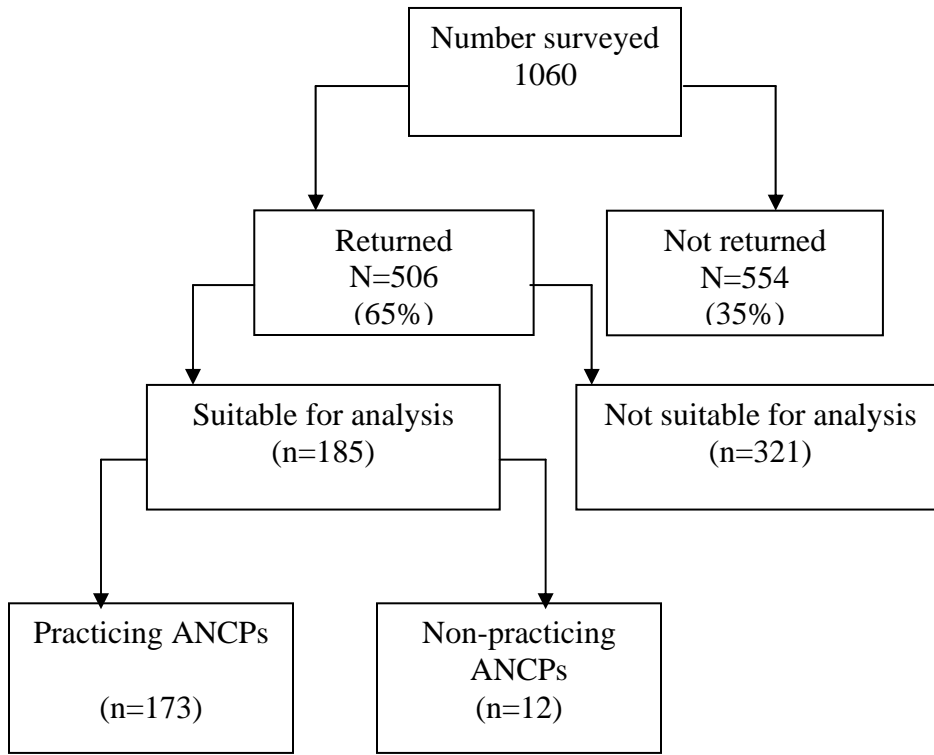 Number surveyed
1060
Returned
N=506
(65%)
Not returned
N=554
(35%)
Suitable for analysis
(n=185)
Not suitable for analysis
(n=321)
Practicing ANCPs
(n=173)
Non-practicing
ANCPs
(n=12)